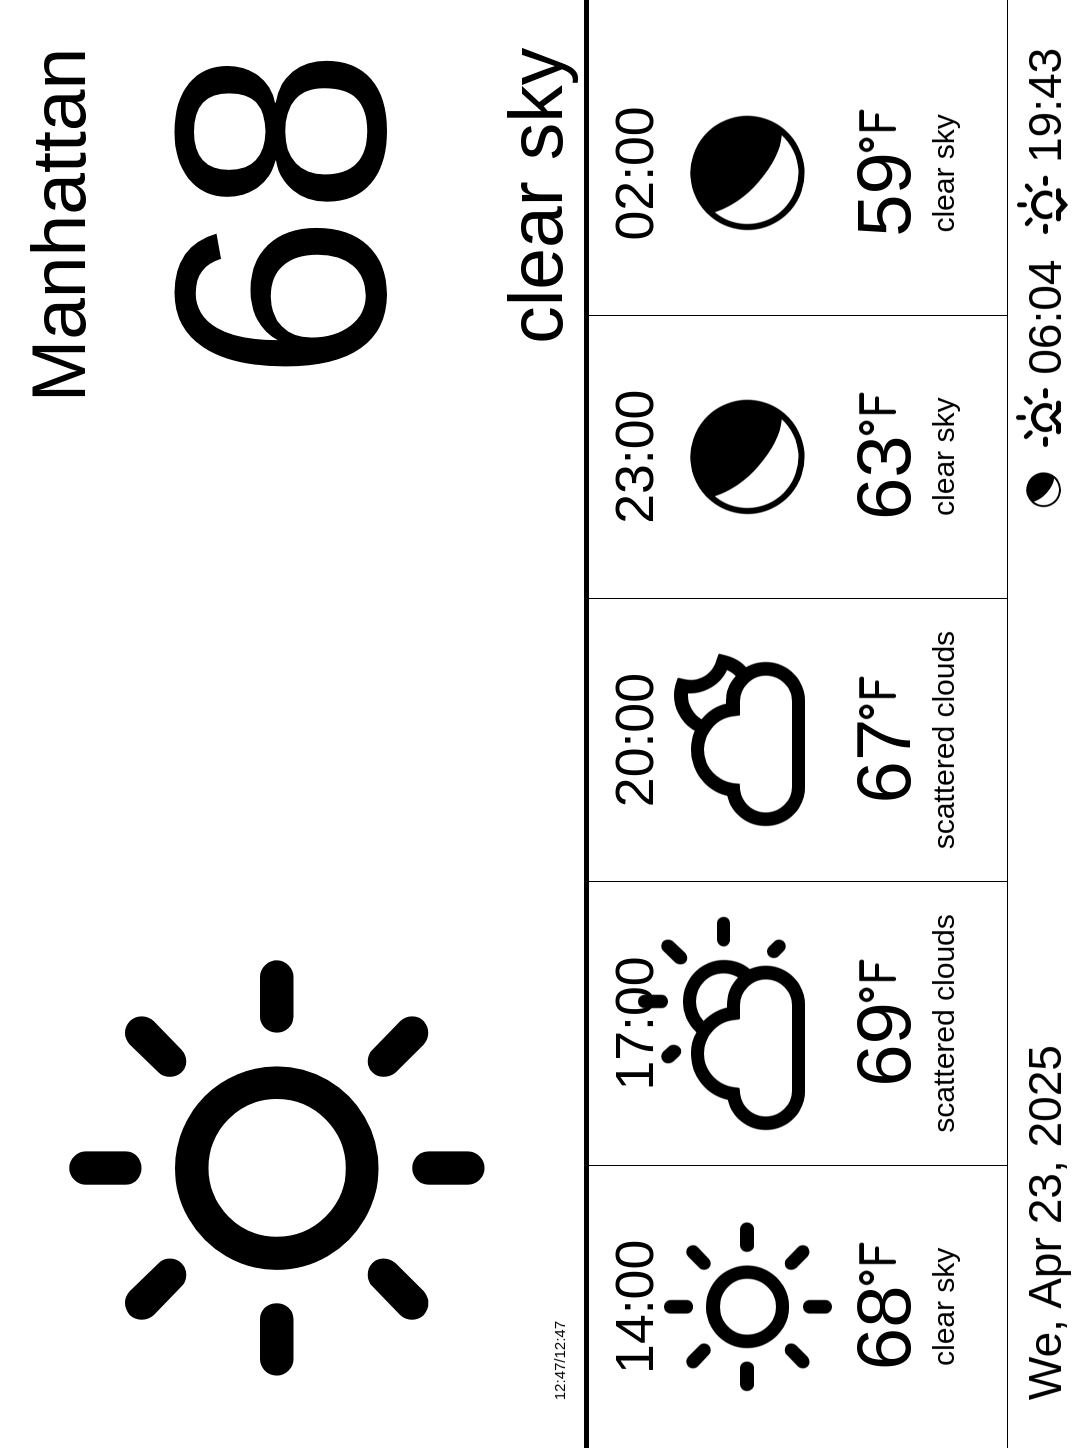 Manhattan
68
clear sky
12:47/12:47
14:00 17:00 20:00 23:00 02:00
68°F 69°F 67°F 63°F 59°F
clear sky scattered clouds scattered clouds clear sky clear sky
We, Apr 23, 2025 06:04 19:43